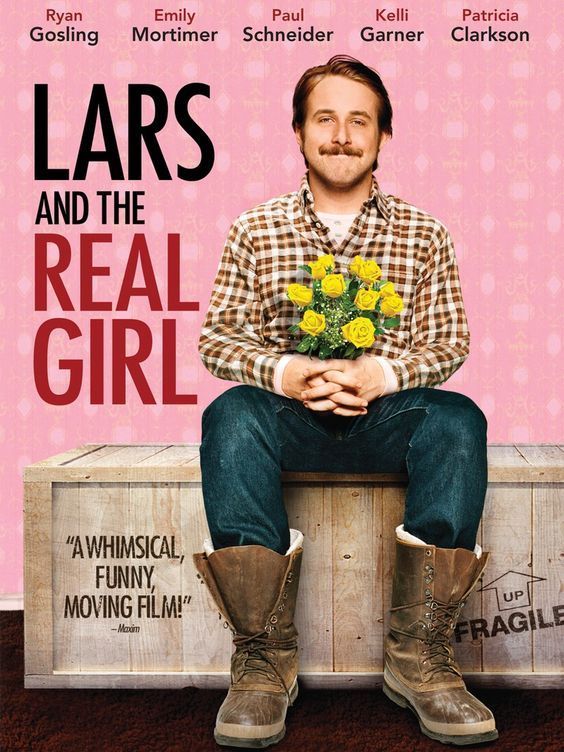 Ryan Emily Paul Kelli Patricia
Gosling Mortimer Schneider Garner Clarkson
LARS
AND THE
REAL
GIRL
"A WHIMSICAL,
FUNNY,
MOVING FILM!"
– Maxim
UP
FRAGILE